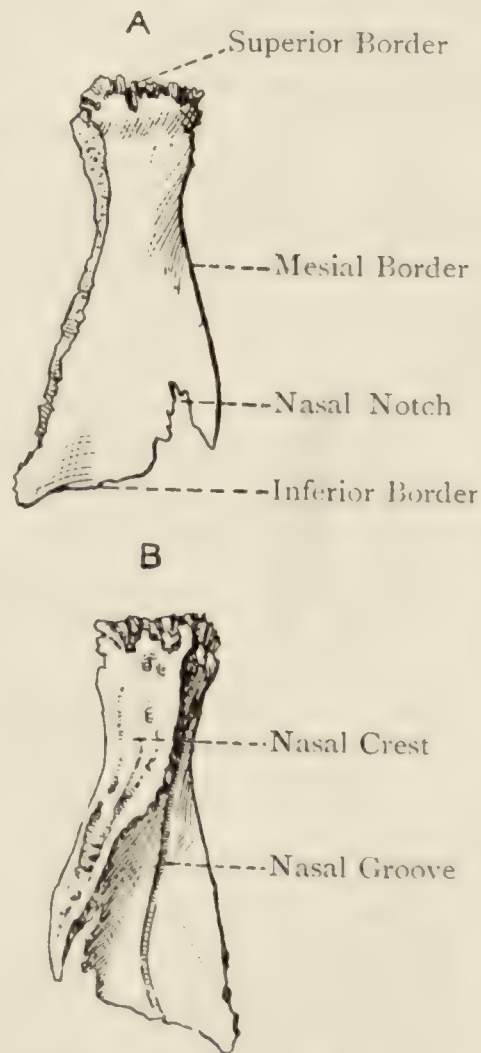 A
Superior Border
Mesial Border
Nasal Notch
Inferior Border
B
Nasal Crest
Nasal Groove